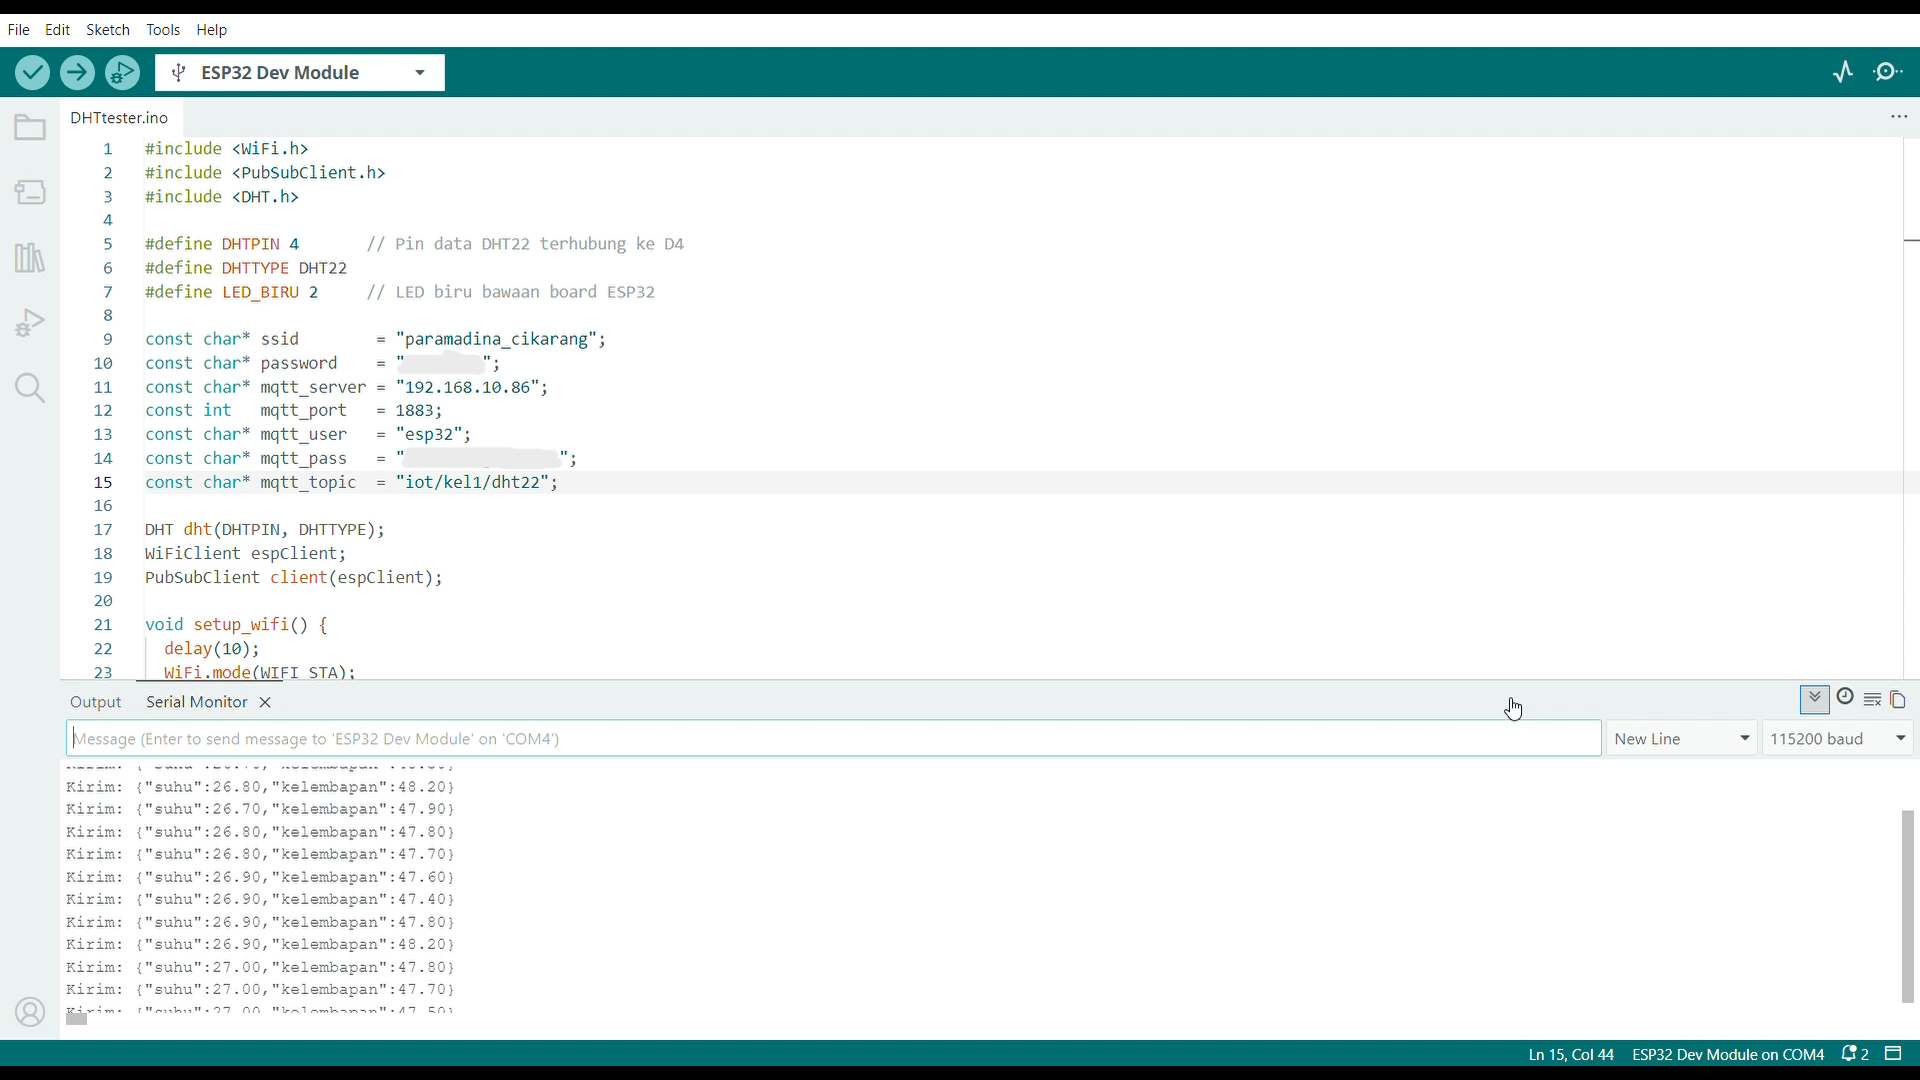 File Edit Sketch Tools Help
ESP32 Dev Module
DHTtester.ino
1 #include <WiFi.h>
2 #include <PubSubClient.h>
3 #include <DHT.h>
4
5 #define DHTPIN 4 // Pin data DHT22 terhubung ke D4
6 #define DHTTYPE DHT22
7 #define LED_BIRU 2 // LED biru bawaan board ESP32
8
9 const char* ssid = "paramadina_cikarang";
10 const char* password = " ";
11 const char* mqtt_server = "192.168.10.86";
12 const int mqtt_port = 1883;
13 const char* mqtt_user = "esp32";
14 const char* mqtt_pass = " ";
15 const char* mqtt_topic = "iot/kel1/dht22";
16
17 DHT dht(DHTPIN, DHTTYPE);
18 WiFiClient espClient;
19 PubSubClient client(espClient);
20
21 void setup_wifi() {
22 delay(10);
23 WiFi.mode(WIFI_STA);
Output Serial Monitor
Message (Enter to send message to 'ESP32 Dev Module' on 'COM4')
New Line 115200 baud
Kirim: {"suhu":26.80,"kelembapan":48.20}
Kirim: {"suhu":26.70,"kelembapan":47.90}
Kirim: {"suhu":26.80,"kelembapan":47.80}
Kirim: {"suhu":26.80,"kelembapan":47.70}
Kirim: {"suhu":26.90,"kelembapan":47.60}
Kirim: {"suhu":26.90,"kelembapan":47.40}
Kirim: {"suhu":26.90,"kelembapan":47.80}
Kirim: {"suhu":26.90,"kelembapan":48.20}
Kirim: {"suhu":27.00,"kelembapan":47.80}
Kirim: {"suhu":27.00,"kelembapan":47.70}
Kirim: {"suhu":27.00,"kelembapan":47.50}
Ln 15, Col 44 ESP32 Dev Module on COM4 2